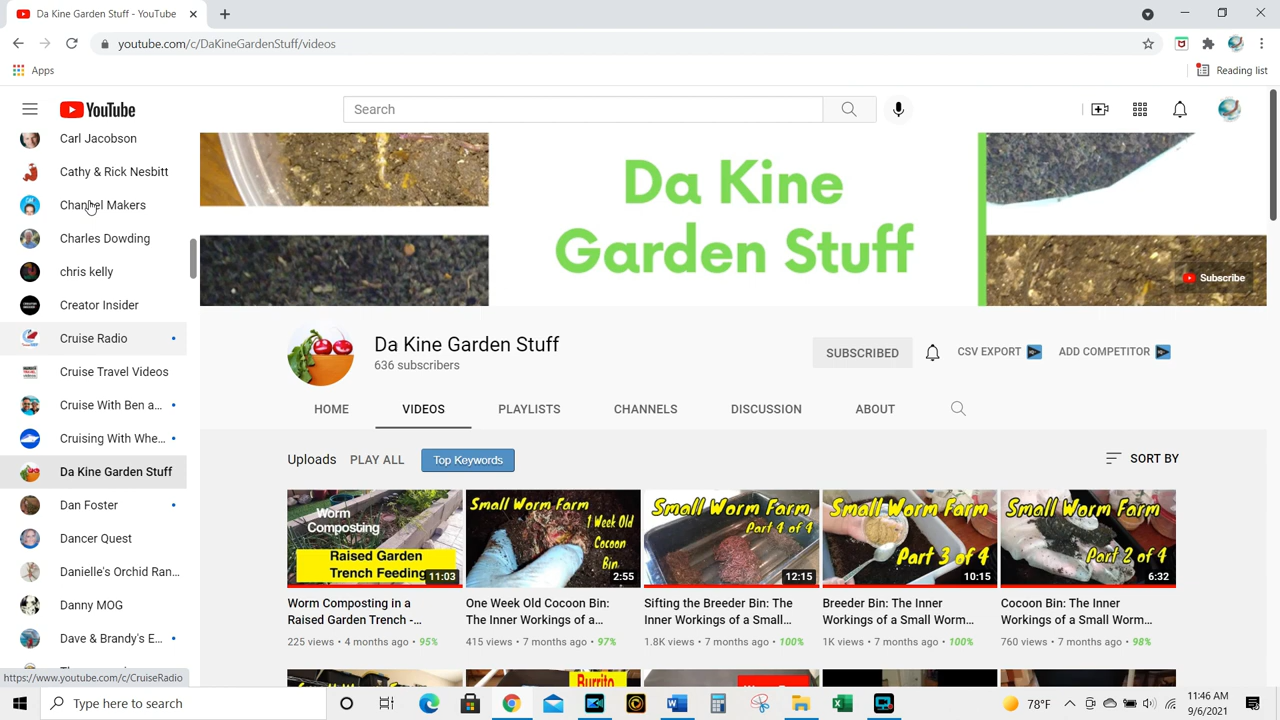 Da Kine Garden Stuff - YouTube
youtube.com/c/DaKineGardenStuff/videos
Apps
Reading list
YouTube
Search
Carl Jacobson
Cathy & Rick Nesbitt
Channel Makers
Charles Dowding
chris kelly
Creator Insider
Cruise Radio
Cruise Travel Videos
Cruise With Ben a...
Cruising With Whe...
Da Kine Garden Stuff
Dan Foster
Dancer Quest
Danielle's Orchid Ran...
Danny MOG
Dave & Brandy's E...
https://www.youtube.com/c/CruiseRadio
Da Kine
Garden Stuff
Subscribe
Da Kine Garden Stuff
636 subscribers
SUBSCRIBED
CSV EXPORT
ADD COMPETITOR
HOME VIDEOS PLAYLISTS CHANNELS DISCUSSION ABOUT
Uploads PLAY ALL Top Keywords
SORT BY
Worm
Composting
Raised Garden
Trench Feeding
11:03
Worm Composting in a
Raised Garden Trench -...
225 views • 4 months ago • 95%
Small Worm Farm
1 Week Old
Cocoon
Bin
2:55
One Week Old Cocoon Bin:
The Inner Workings of a...
415 views • 7 months ago • 97%
Small Worm Farm
Part 4 of 4
12:15
Sifting the Breeder Bin: The
Inner Workings of a Small...
1.8K views • 7 months ago • 100%
Small Worm Farm
Part 3 of 4
10:15
Breeder Bin: The Inner
Workings of a Small Worm...
1K views • 7 months ago • 100%
Small Worm Farm
Part 2 of 4
6:32
Cocoon Bin: The Inner
Workings of a Small Worm...
760 views • 7 months ago • 98%
Burrito
Type here to search
78°F
11:46 AM
9/6/2021